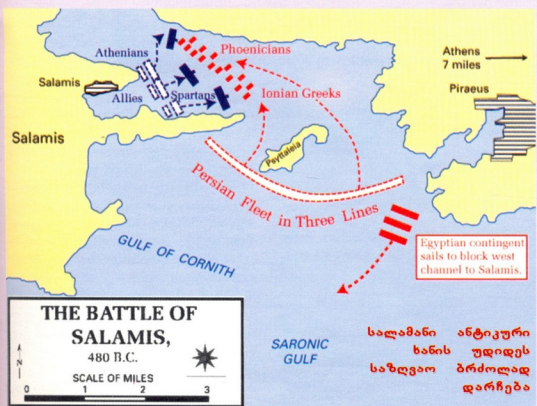 Athenians
Phoenicians
Athens
7 miles
Salamis
Piraeus
Allies
Spartans
Ionian Greeks
Salamis
Psyttaleia
Persian Fleet in Three Lines
Egyptian contingent
sails to block west
channel to Salamis.
GULF OF CORNITH
THE BATTLE OF
SALAMIS,
480 B.C.
SCALE OF MILES
0 1 2 3
N
SARONIC
GULF
სალამანი ანტიკური
ხანის უდიდეს
საზღვაო ბრძოლად
დარჩება